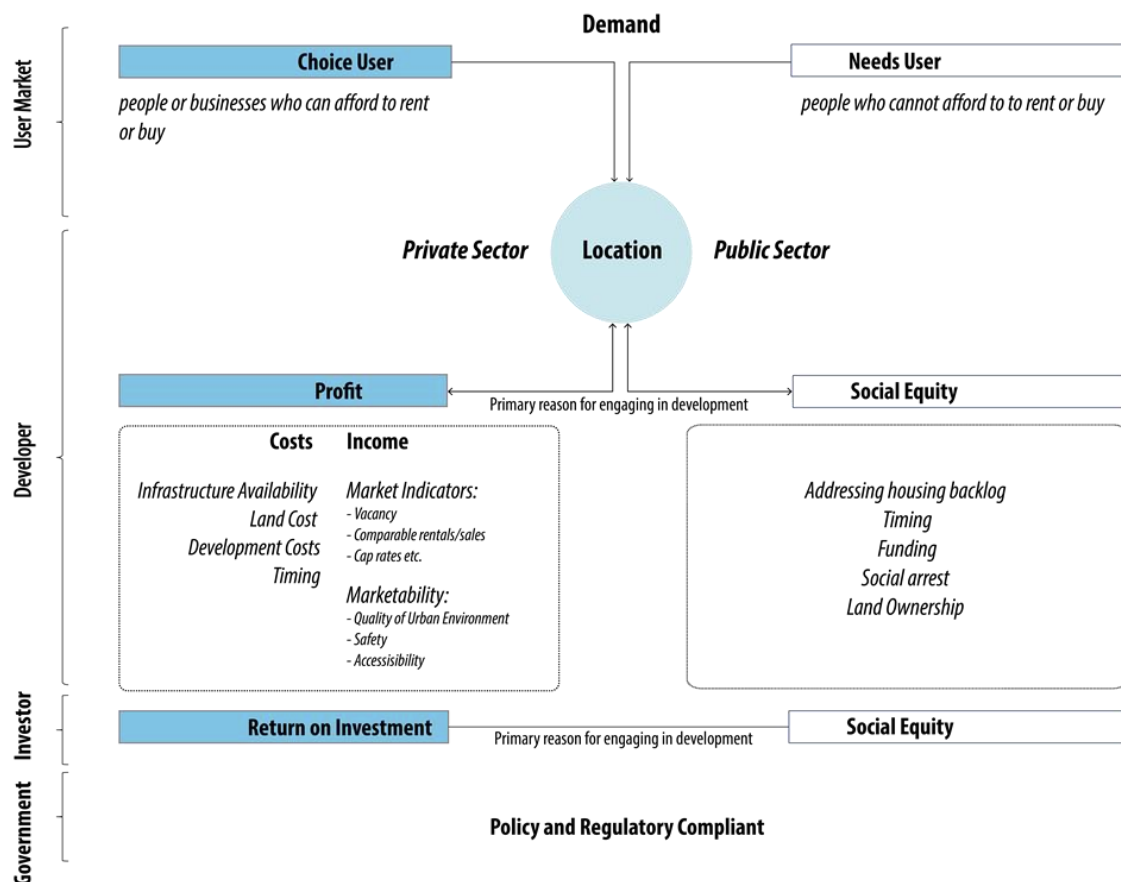 Demand
User Market
Choice User
Needs User
people or businesses who can afford to rent
or buy
people who cannot afford to to rent or buy
Private Sector
Location
Public Sector
Developer
Profit
Primary reason for engaging in development
Social Equity
Costs
Infrastructure Availability
Land Cost
Development Costs
Timing
Income
Market Indicators:
- Vacancy
- Comparable rentals/sales
- Cap rates etc.
Marketability:
- Quality of Urban Environment
- Safety
- Accessisibility
Addressing housing backlog
Timing
Funding
Social arrest
Land Ownership
Investor
Return on Investment
Primary reason for engaging in development
Social Equity
Government
Policy and Regulatory Compliant